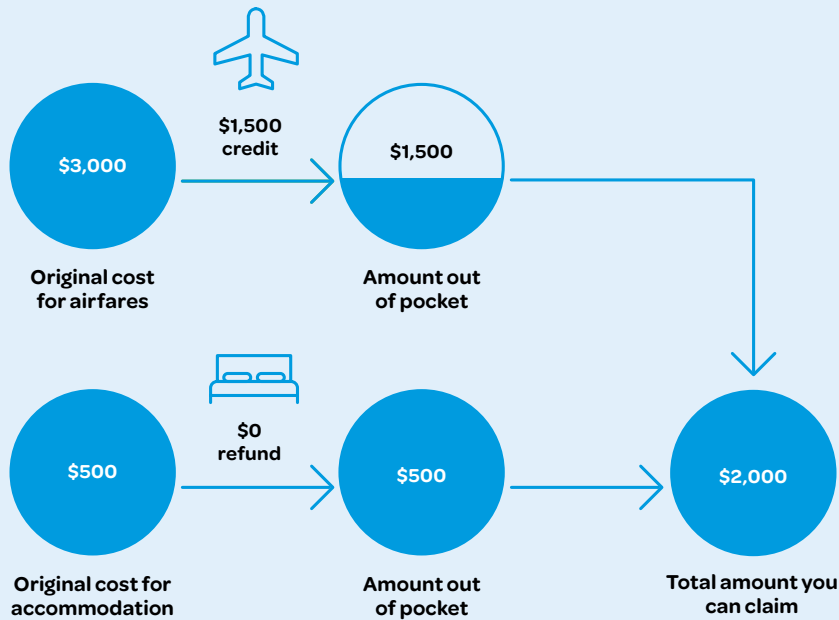 $3,000
$1,500
credit
$1,500
Original cost
for airfares
Amount out
of pocket
$500
$0
refund
$500
$2,000
Original cost for
accommodation
Amount out
of pocket
Total amount you
can claim